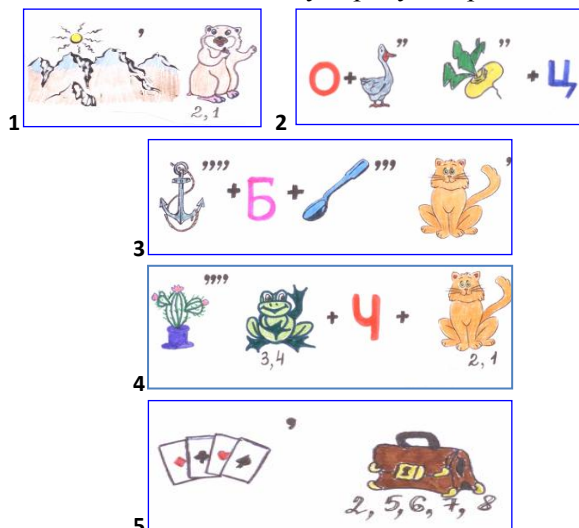 ,
2, 1
1
О + ,, ,, + Ц
2
,,,, + Б + ,,, ,
3
,,,, + Ч +
3, 4 2, 1
4
,
2, 5, 6, 7, 8
5